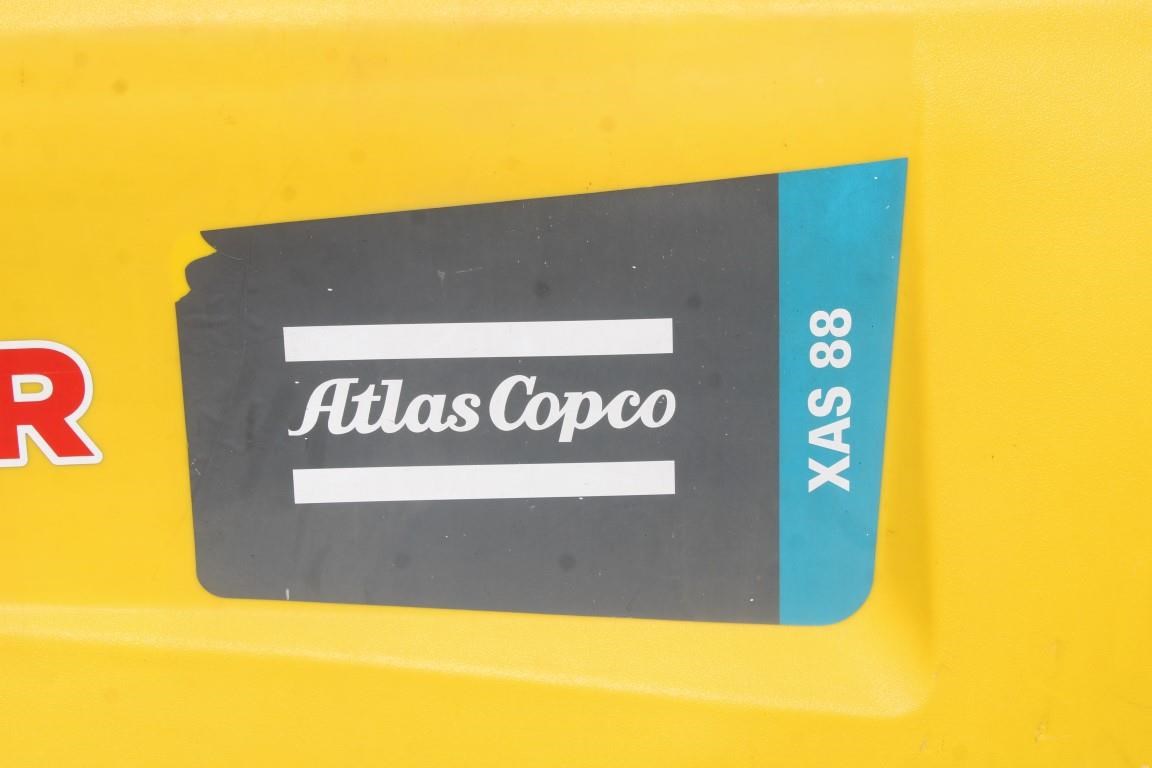 R
Atlas Copco
XAS 88